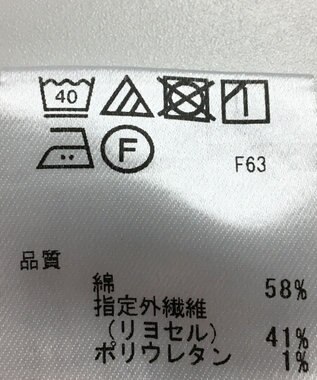 40
F
F63
品質
綿 58%
指定外繊維
(リヨセル) 41%
ポリウレタン 1%